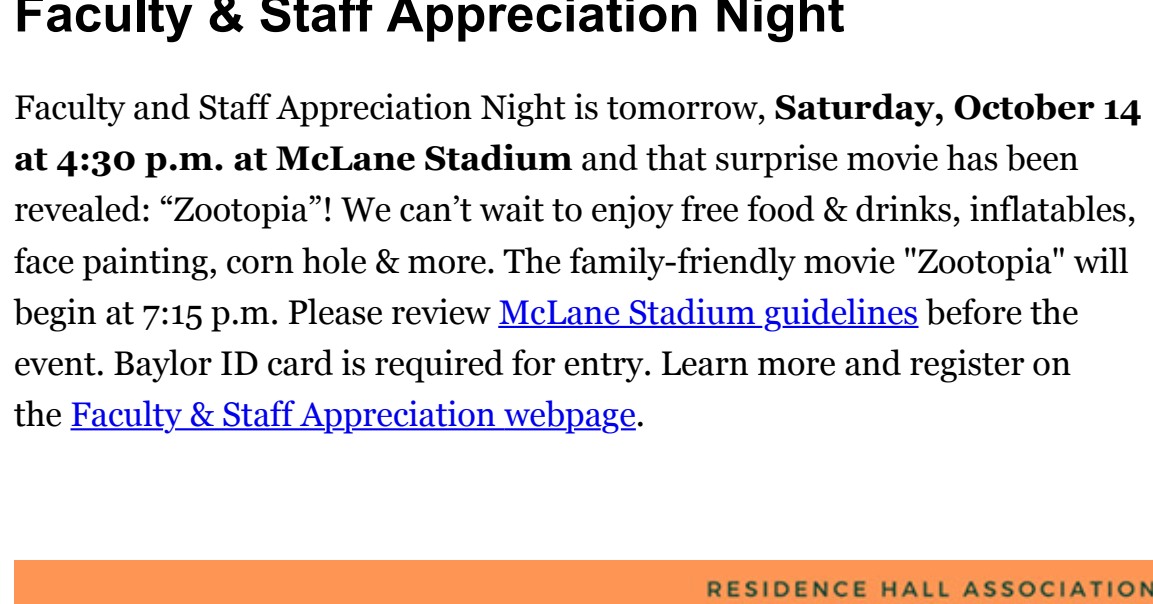 Faculty & Staff Appreciation Night
Faculty and Staff Appreciation Night is tomorrow, Saturday, October 14
at 4:30 p.m. at McLane Stadium and that surprise movie has been
revealed: “Zootopia”! We can’t wait to enjoy free food & drinks, inflatables,
face painting, corn hole & more. The family-friendly movie "Zootopia" will
begin at 7:15 p.m. Please review McLane Stadium guidelines before the
event. Baylor ID card is required for entry. Learn more and register on
the Faculty & Staff Appreciation webpage.
RESIDENCE HALL ASSOCIATION